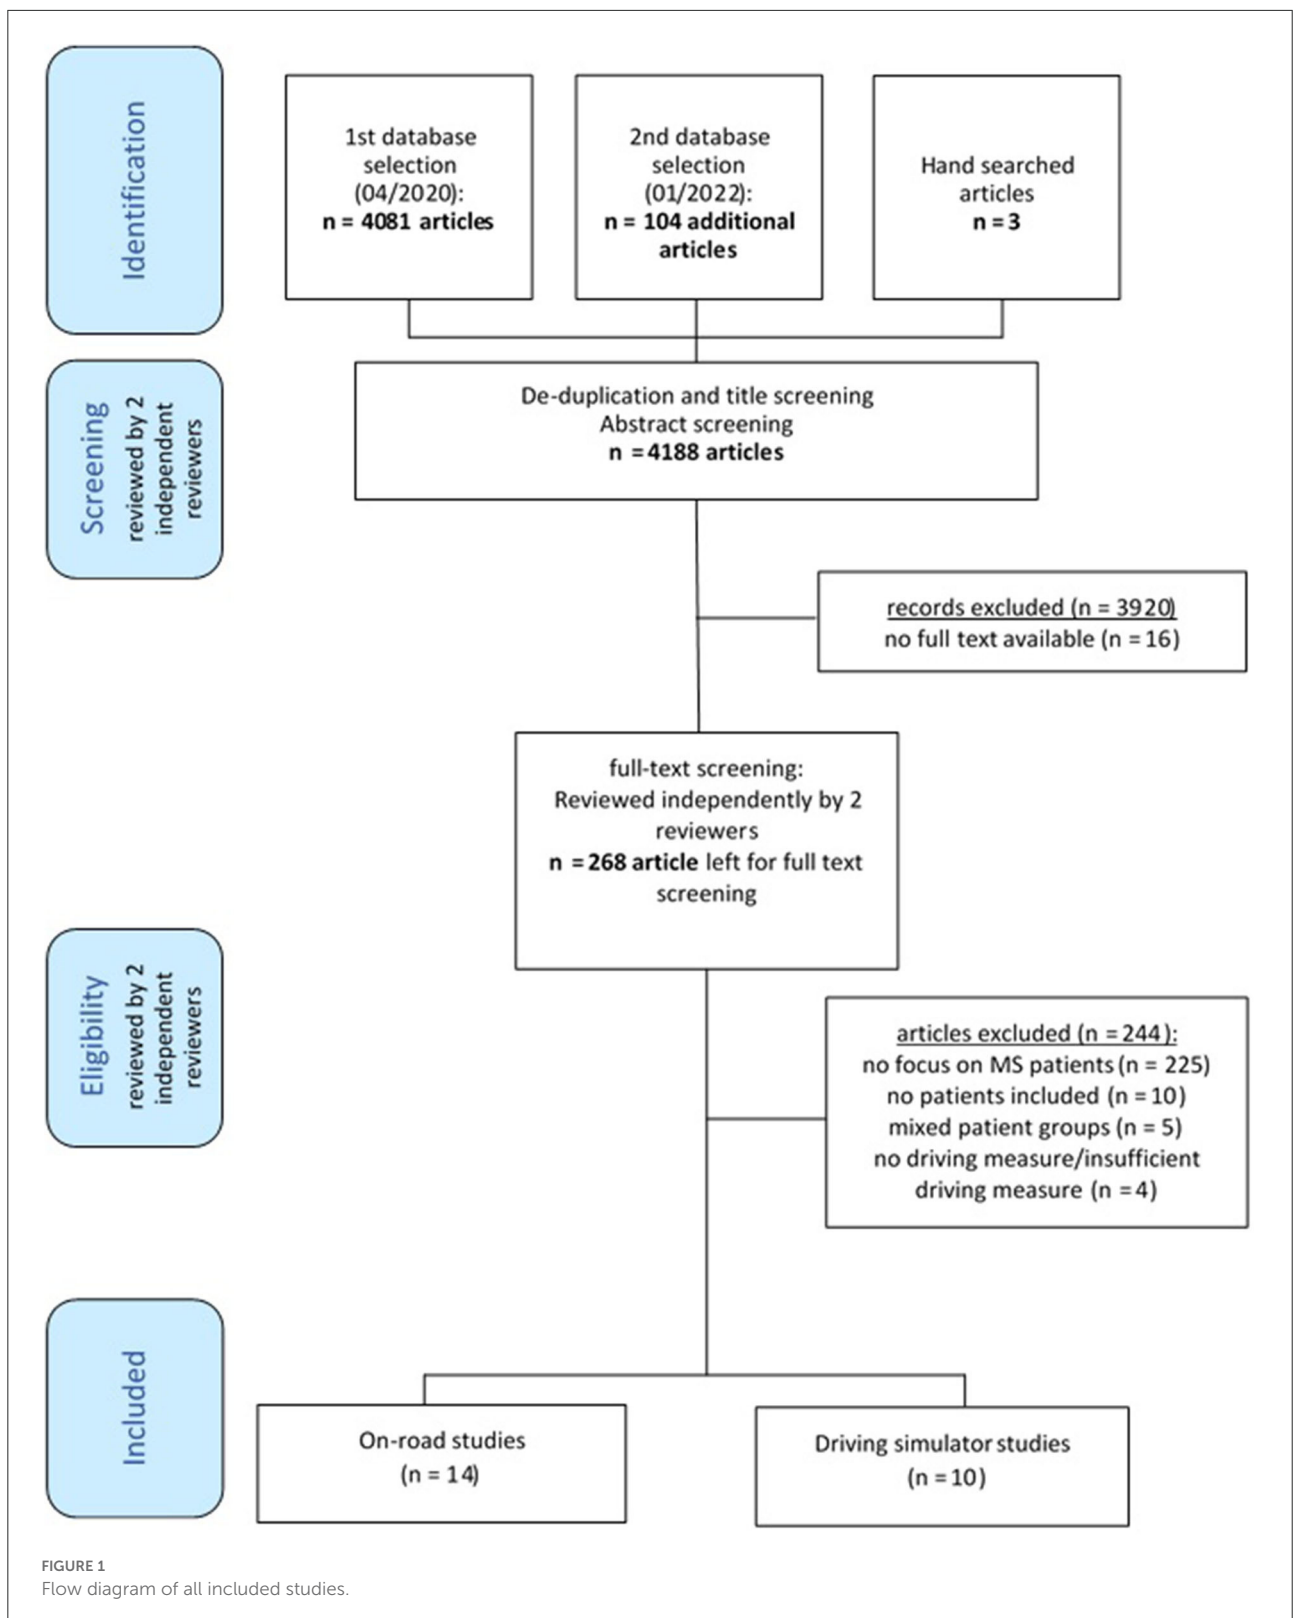 Identification
1st database
selection
(04/2020):
n = 4081 articles
2nd database
selection
(01/2022):
n = 104 additional
articles
Hand searched
articles
n = 3
Screening
reviewed by 2
independent
reviewers
De-duplication and title screening
Abstract screening
n = 4188 articles
records excluded (n = 3920)
no full text available (n = 16)
full-text screening:
Reviewed independently by 2
reviewers
n = 268 article left for full text
screening
Eligibility
reviewed by 2
independent
reviewers
articles excluded (n = 244):
no focus on MS patients (n = 225)
no patients included (n = 10)
mixed patient groups (n = 5)
no driving measure/insufficient
driving measure (n = 4)
Included
On-road studies
(n = 14)
Driving simulator studies
(n = 10)
FIGURE 1
Flow diagram of all included studies.